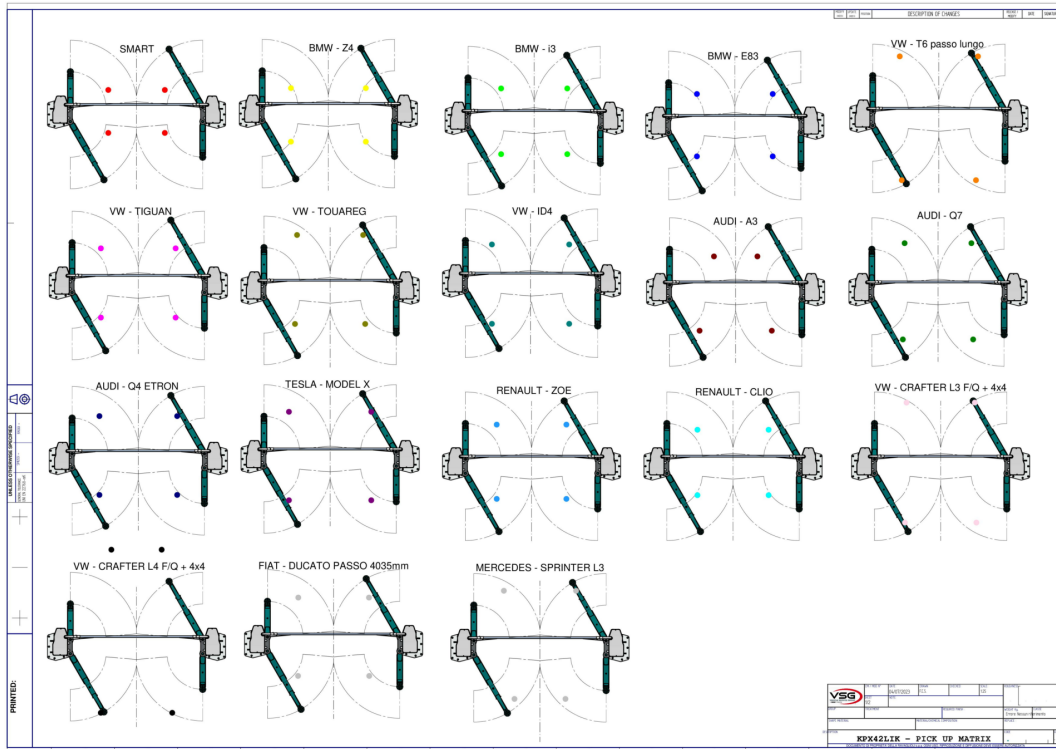 DESCRIPTION OF CHANGES
DATE
SMART
BMW - Z4
BMW - i3
BMW - E83
VW - T6 passo lungo
VW - TIGUAN
VW - TOUAREG
VW - ID4
AUDI - A3
AUDI - Q7
AUDI - Q4 ETRON
TESLA - MODEL X
RENAULT - ZOE
RENAULT - CLIO
VW - CRAFTER L3 F/Q + 4x4
UNLESS OTHERWISE SPECIFIED
VW - CRAFTER L4 F/Q + 4x4
FIAT - DUCATO PASSO 4035mm
MERCEDES - SPRINTER L3
PRINTED:
VSG
KPX42LIK - PICK UP MATRIX